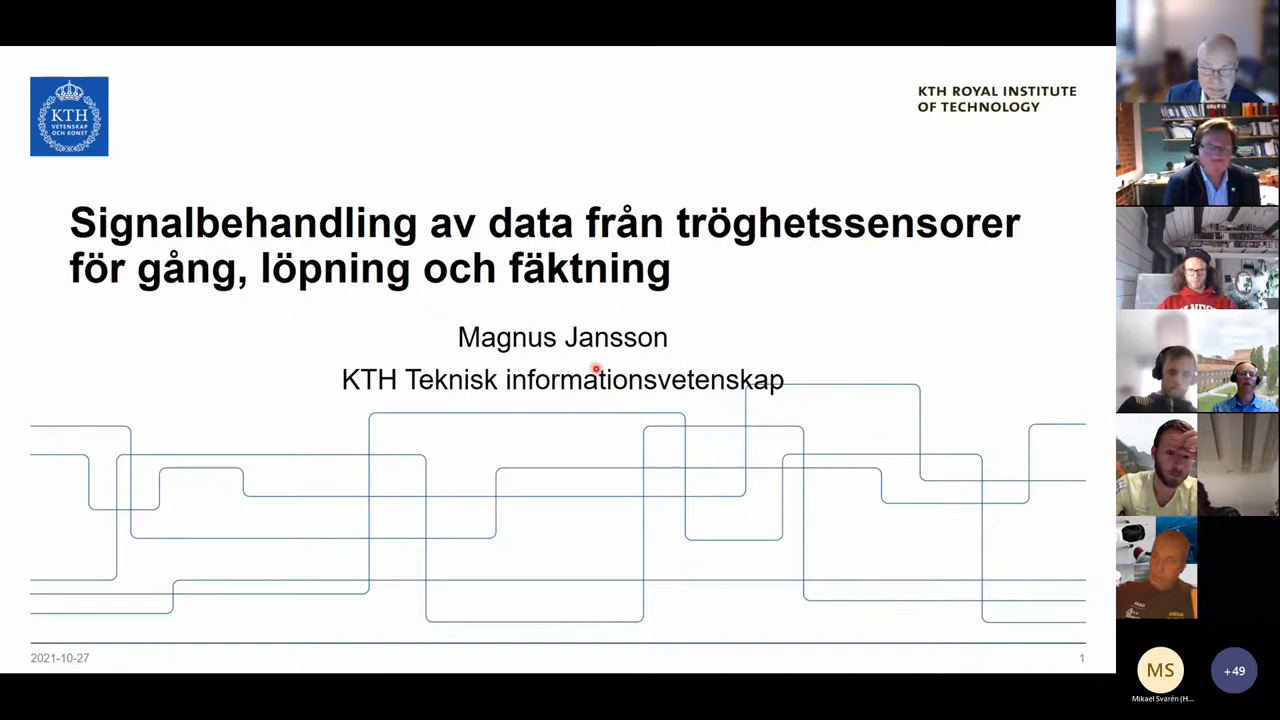 KTH
VETENSKAP
OCH KONST
KTH ROYAL INSTITUTE
OF TECHNOLOGY
Signalbehandling av data från tröghetssensorer
för gång, löpning och fäktning
Magnus Jansson
KTH Teknisk informationsvetenskap
2021-10-27
1
MS
+49
Mikael Svarén (H...